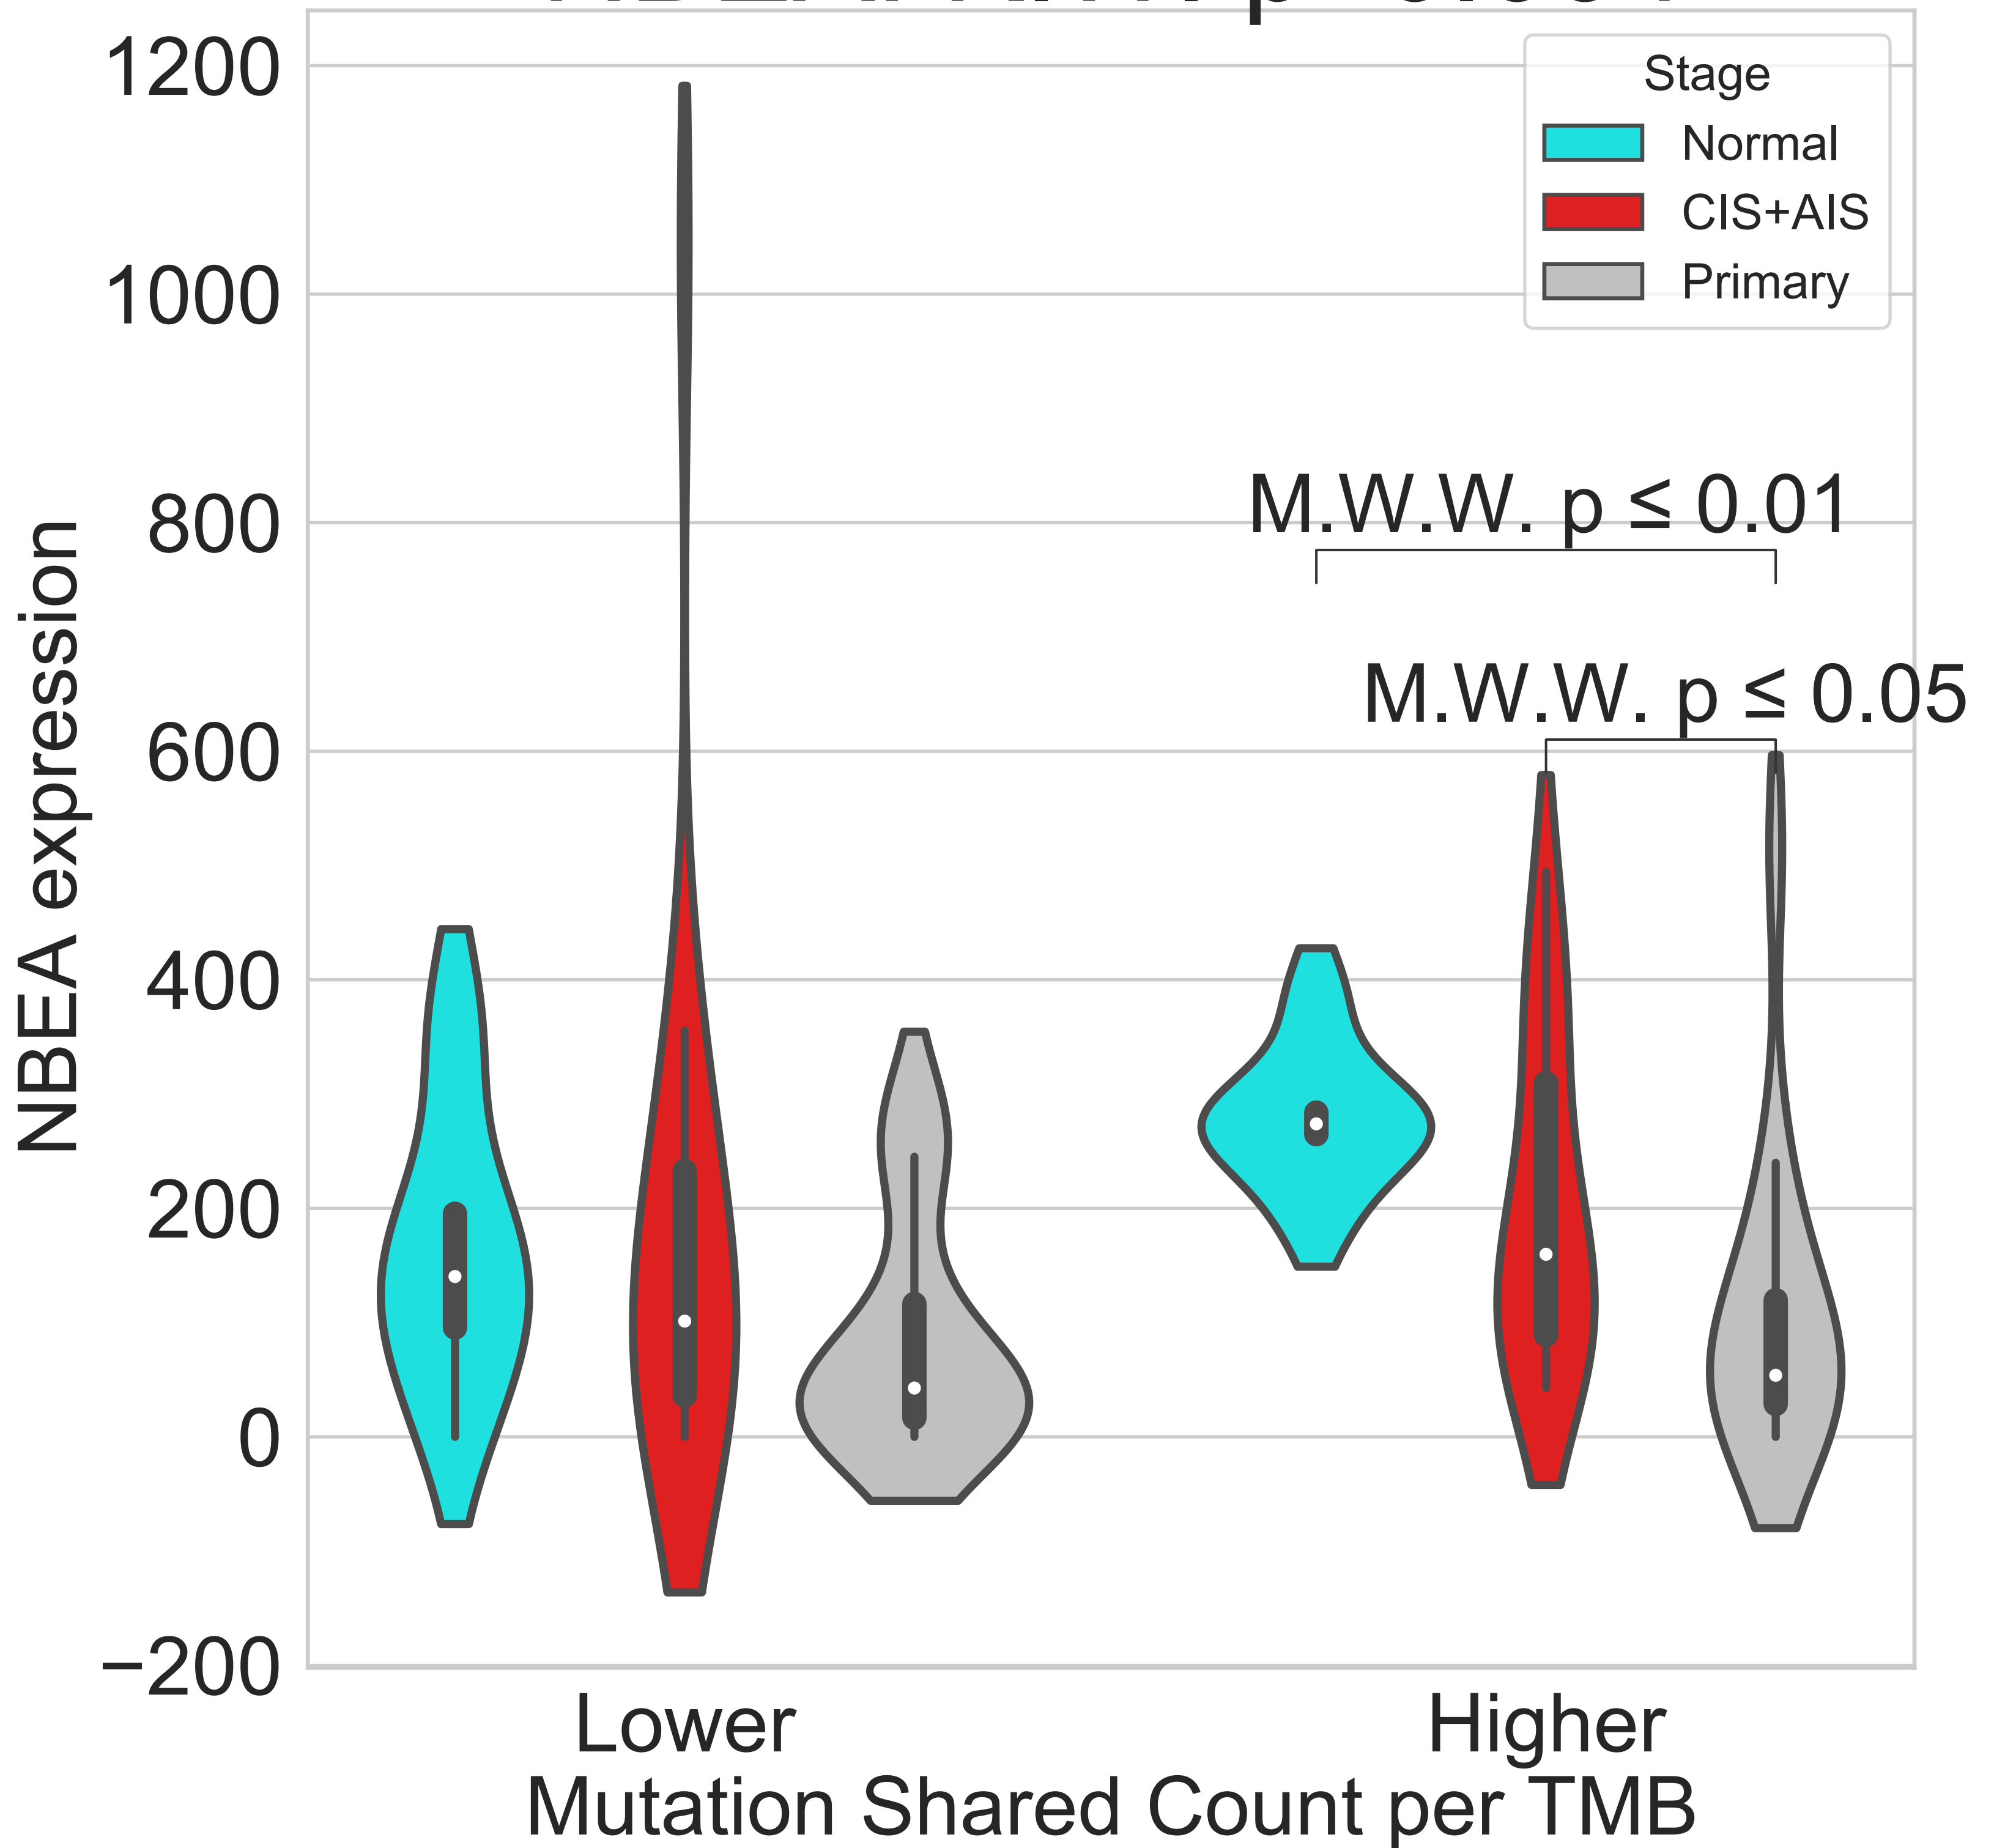 1200
1000
800
600
400
200
0
−200
NBEA expression
Stage
Normal
CIS+AIS
Primary
M.W.W. p ≤ 0.01
M.W.W. p ≤ 0.05
Lower
Higher
Mutation Shared Count per TMB